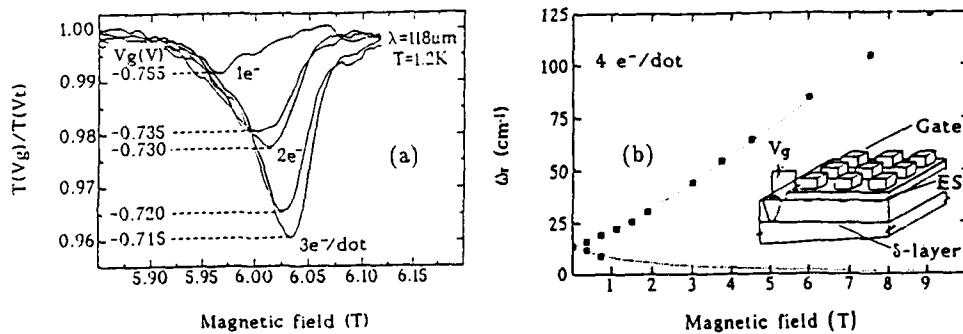 1.00
0.99
0.98
0.97
0.96
T(Vg)/T(Vt)
Vg(V)
-0.755
-0.735
-0.730
-0.720
-0.715
1e⁻
2e⁻
3e⁻/dot
λ=118um
T=1.2K
(a)
5.90 5.95 6.00 6.05 6.10 6.15
Magnetic field (T)
125
100
75
50
25
0
ωr (cm⁻¹)
4 e⁻/dot
(b)
Gate
Vg
ES
δ-layer
1 2 3 4 5 6 7 8 9
Magnetic field (T)